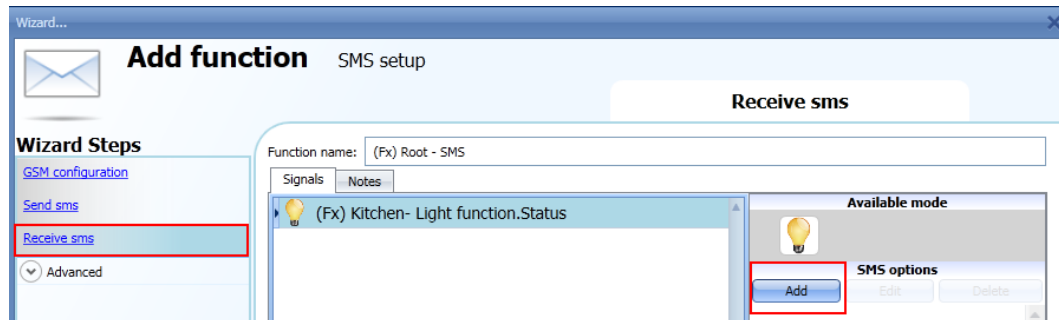 Wizard...
Add function SMS setup
Receive sms
Wizard Steps
GSM configuration
Send sms
Receive sms
Advanced
Function name: (Fx) Root - SMS
Signals Notes
(Fx) Kitchen- Light function.Status
Available mode
SMS options
Add Edit Delete